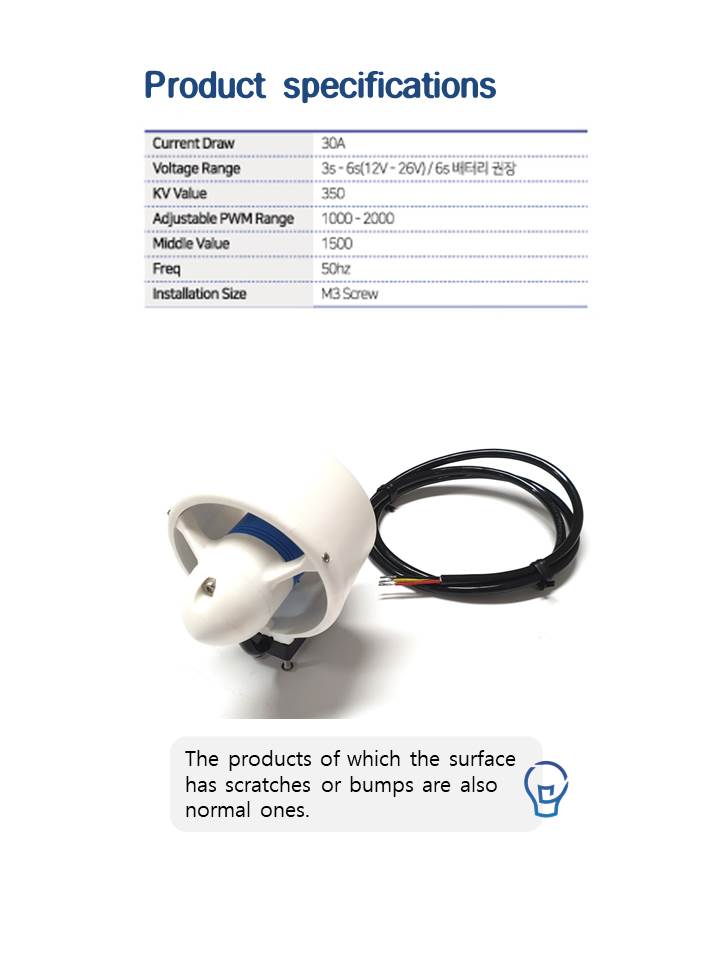 Product specifications
Current Draw 30A
Voltage Range 3s - 6s(12V - 26V) / 6s 배터리 권장
KV Value 350
Adjustable PWM Range 1000 - 2000
Middle Value 1500
Freq 50hz
Installation Size M3 Screw
The products of which the surface
has scratches or bumps are also
normal ones.